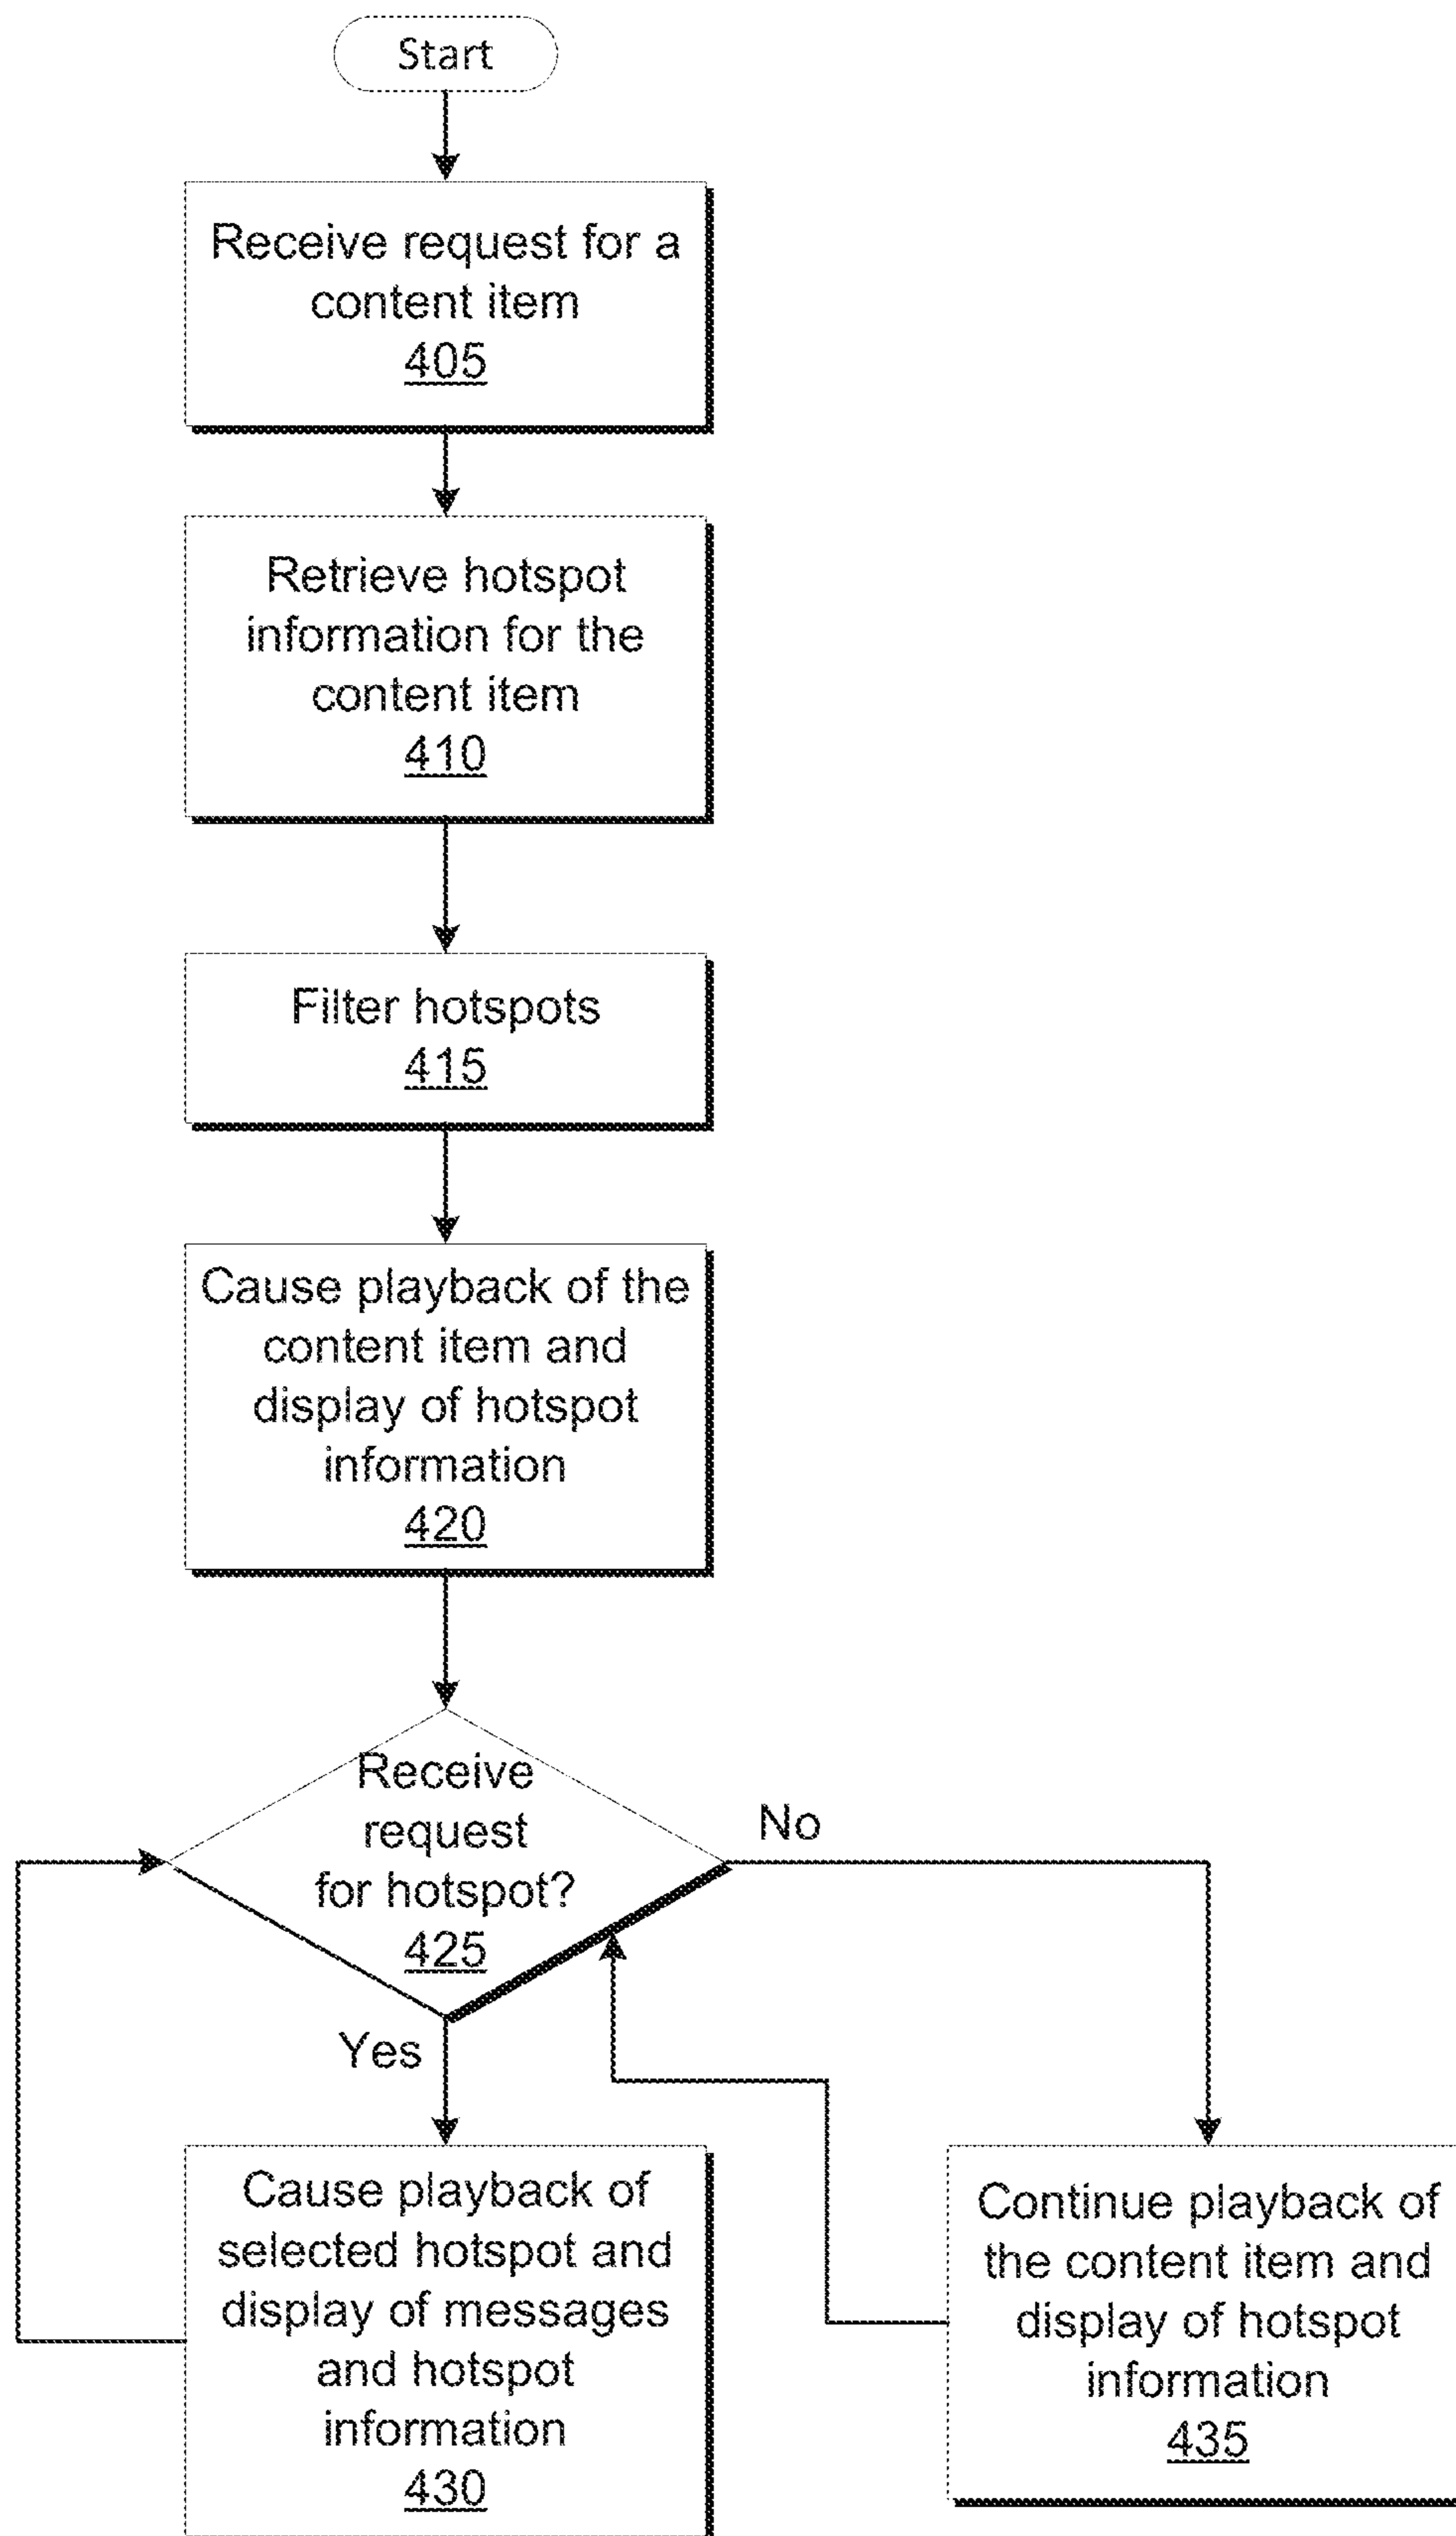 Start
Receive request for a
content item
405
Retrieve hotspot
information for the
content item
410
Filter hotspots
415
Cause playback of the
content item and
display of hotspot
information
420
Receive
request
for hotspot?
425
No
Yes
Cause playback of
selected hotspot and
display of messages
and hotspot
information
430
Continue playback of
the content item and
display of hotspot
information
435